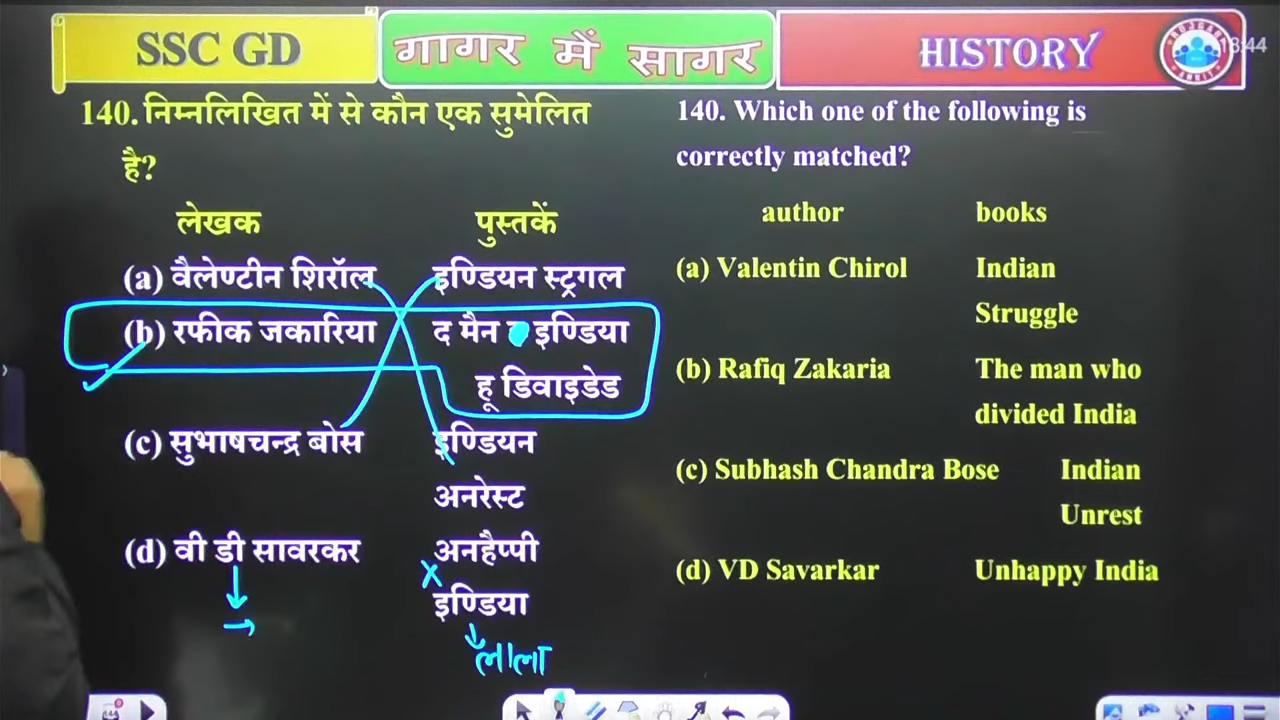 SSC GD
गागर में सागर
HISTORY
18:44
140. निम्नलिखित में से कौन एक सुमेलित
है?
लेखक पुस्तकें
(a) वैलेण्टीन शिरॉल इण्डियन स्ट्रगल
(b) रफीक जकारिया द मैन इण्डिया
हू डिवाइडेड
(c) सुभाषचन्द्र बोस इण्डियन
अनरेस्ट
(d) वी डी सावरकर अनहैप्पी
इण्डिया
लाला
140. Which one of the following is
correctly matched?
author books
(a) Valentin Chirol Indian
Struggle
(b) Rafiq Zakaria The man who
divided India
(c) Subhash Chandra Bose Indian
Unrest
(d) VD Savarkar Unhappy India